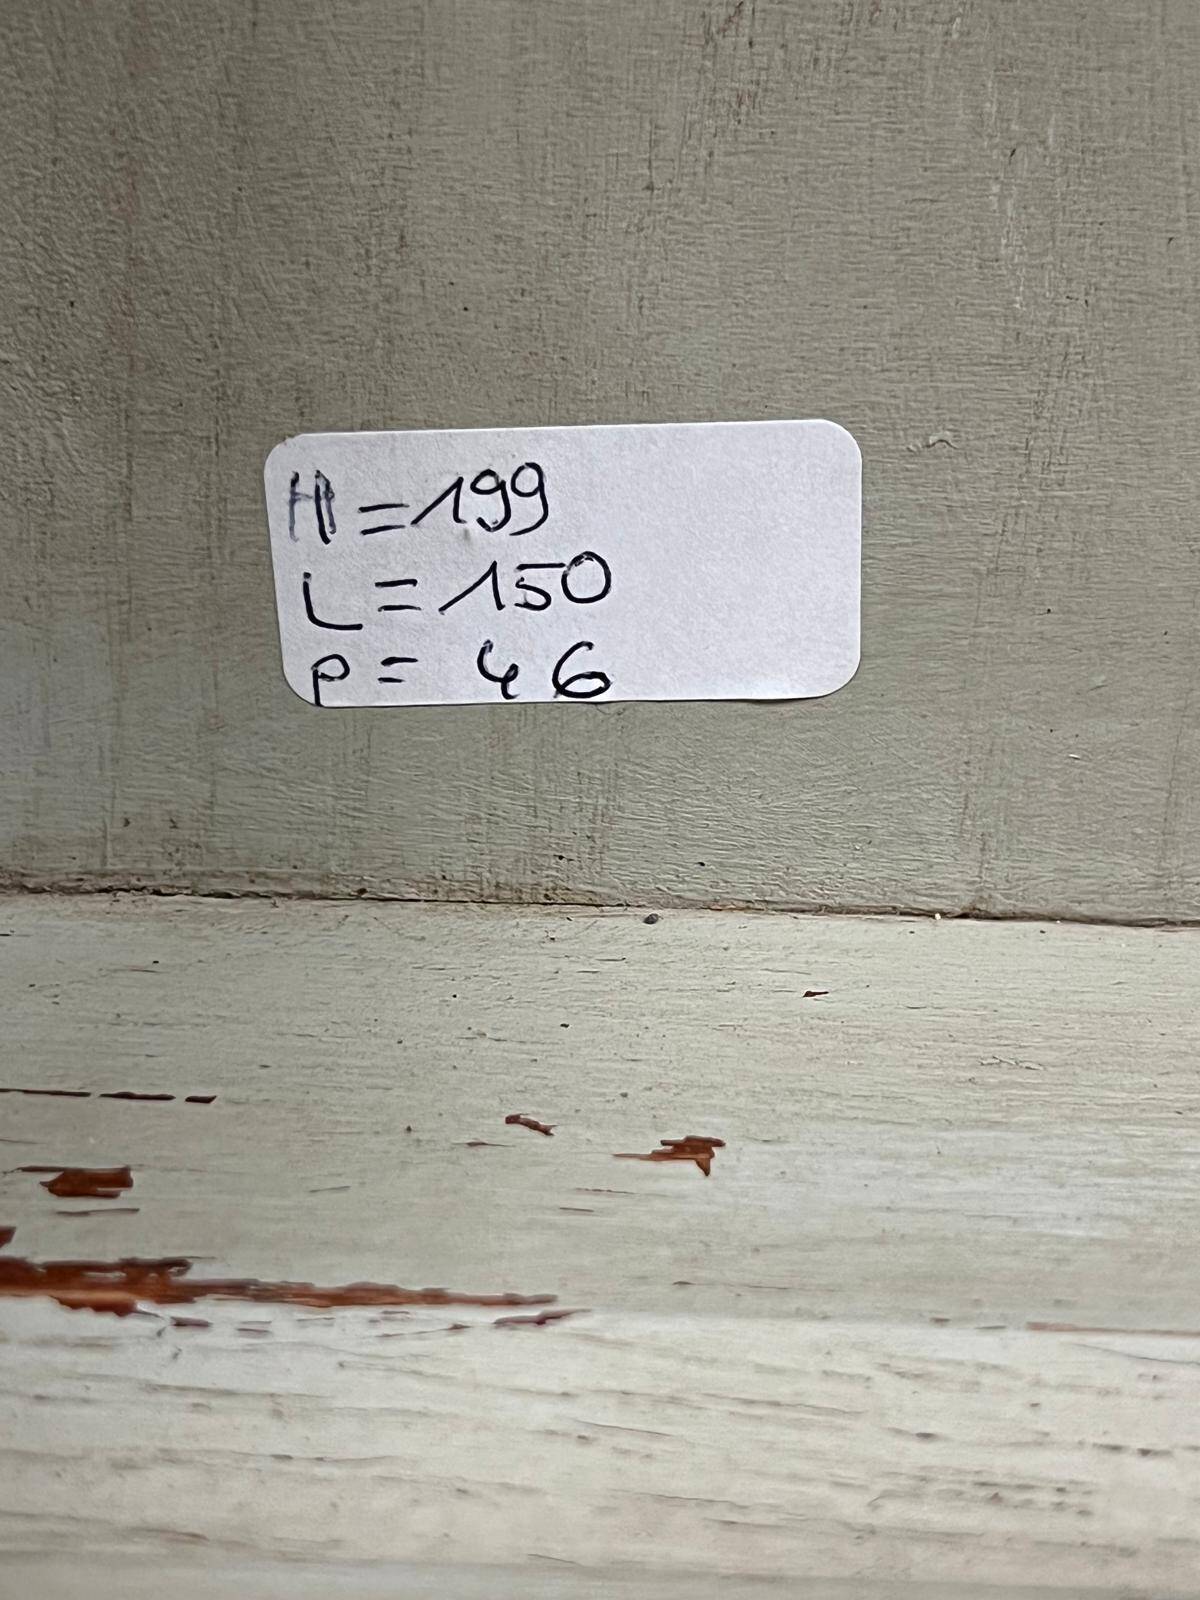 H = 199
L = 150
P = 46